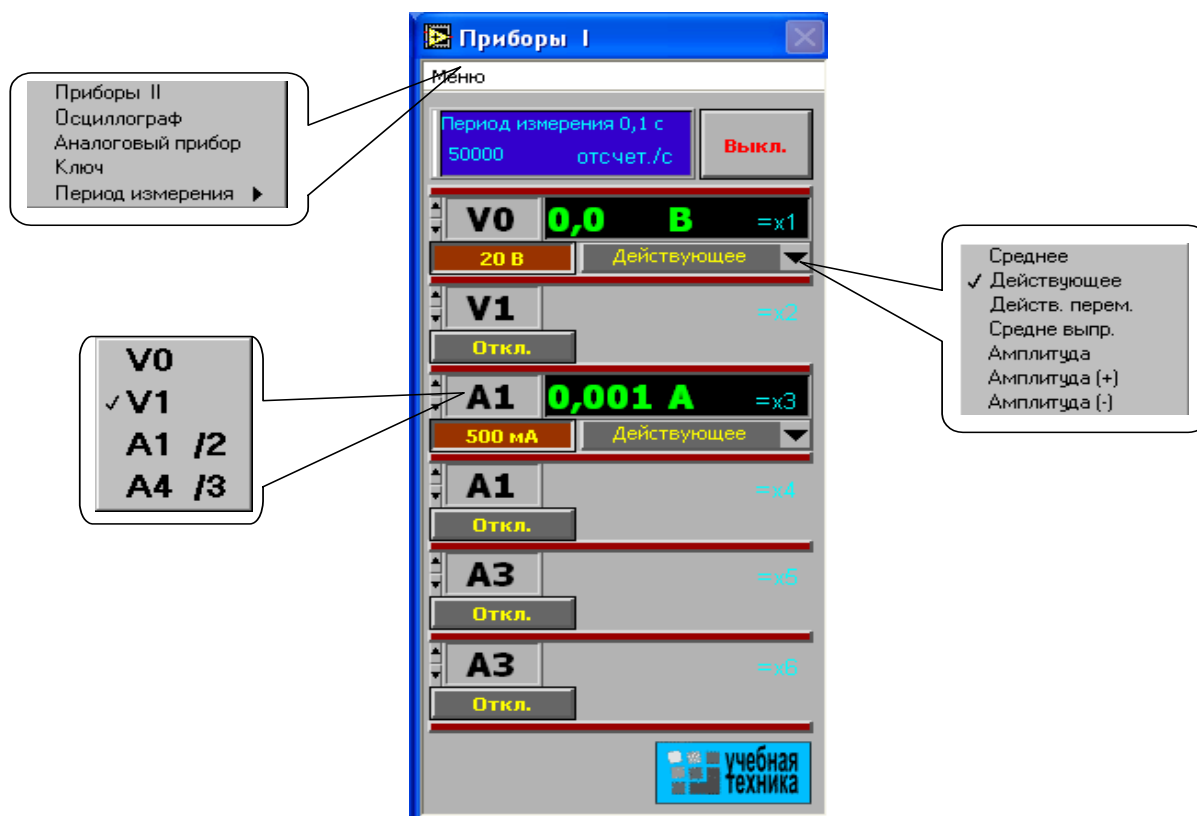 Приборы I
Меню
Приборы II
Осциллограф
Аналоговый прибор
Ключ
Период измерения
Период измерения 0,1 с
50000 отсчет./с
Выкл.
V0 0,0 В =x1
20 В Действующее
V1 =x2
Откл.
A1 0,001 А =x3
500 мА Действующее
A1 =x4
Откл.
A3 =x5
Откл.
A3 =x6
Откл.
учебная
техника
V0
✓ V1
A1 /2
A4 /3
Среднее
✓ Действующее
Действ. перем.
Средне выпр.
Амплитуда
Амплитуда (+)
Амплитуда (-)